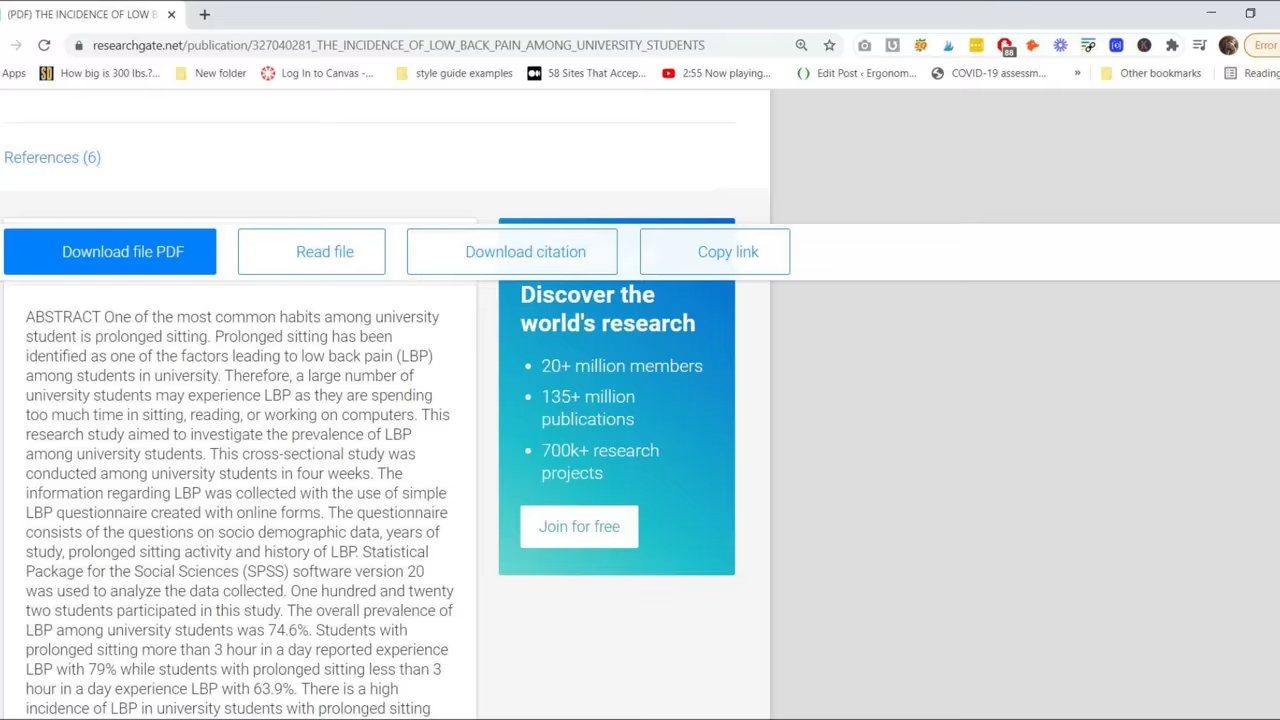 (PDF) THE INCIDENCE OF LOW B
researchgate.net/publication/321740281_THE_INCIDENCE_OF_LOW_BACK_PAIN_AMONG_UNIVERSITY_STUDENTS
88
Error
Apps
How big is 300 lbs.?...
New folder
Log In to Canvas -...
style guide examples
58 Sites That Accep...
2:55 Now playing...
Edit Post ‹ Ergonom...
COVID-19 assessm...
»
Other bookmarks
Reading
References (6)
Download file PDF
Read file
Download citation
Copy link
ABSTRACT One of the most common habits among university
student is prolonged sitting. Prolonged sitting has been
identified as one of the factors leading to low back pain (LBP)
among students in university. Therefore, a large number of
university students may experience LBP as they are spending
too much time in sitting, reading, or working on computers. This
research study aimed to investigate the prevalence of LBP
among university students. This cross-sectional study was
conducted among university students in four weeks. The
information regarding LBP was collected with the use of simple
LBP questionnaire created with online forms. The questionnaire
consists of the questions on socio demographic data, years of
study, prolonged sitting activity and history of LBP. Statistical
Package for the Social Sciences (SPSS) software version 20
was used to analyze the data collected. One hundred and twenty
two students participated in this study. The overall prevalence of
LBP among university students was 74.6%. Students with
prolonged sitting more than 3 hour in a day reported experience
LBP with 79% while students with prolonged sitting less than 3
hour in a day experience LBP with 63.9%. There is a high
incidence of LBP in university students with prolonged sitting
Discover the
world's research
• 20+ million members
• 135+ million
publications
• 700k+ research
projects
Join for free